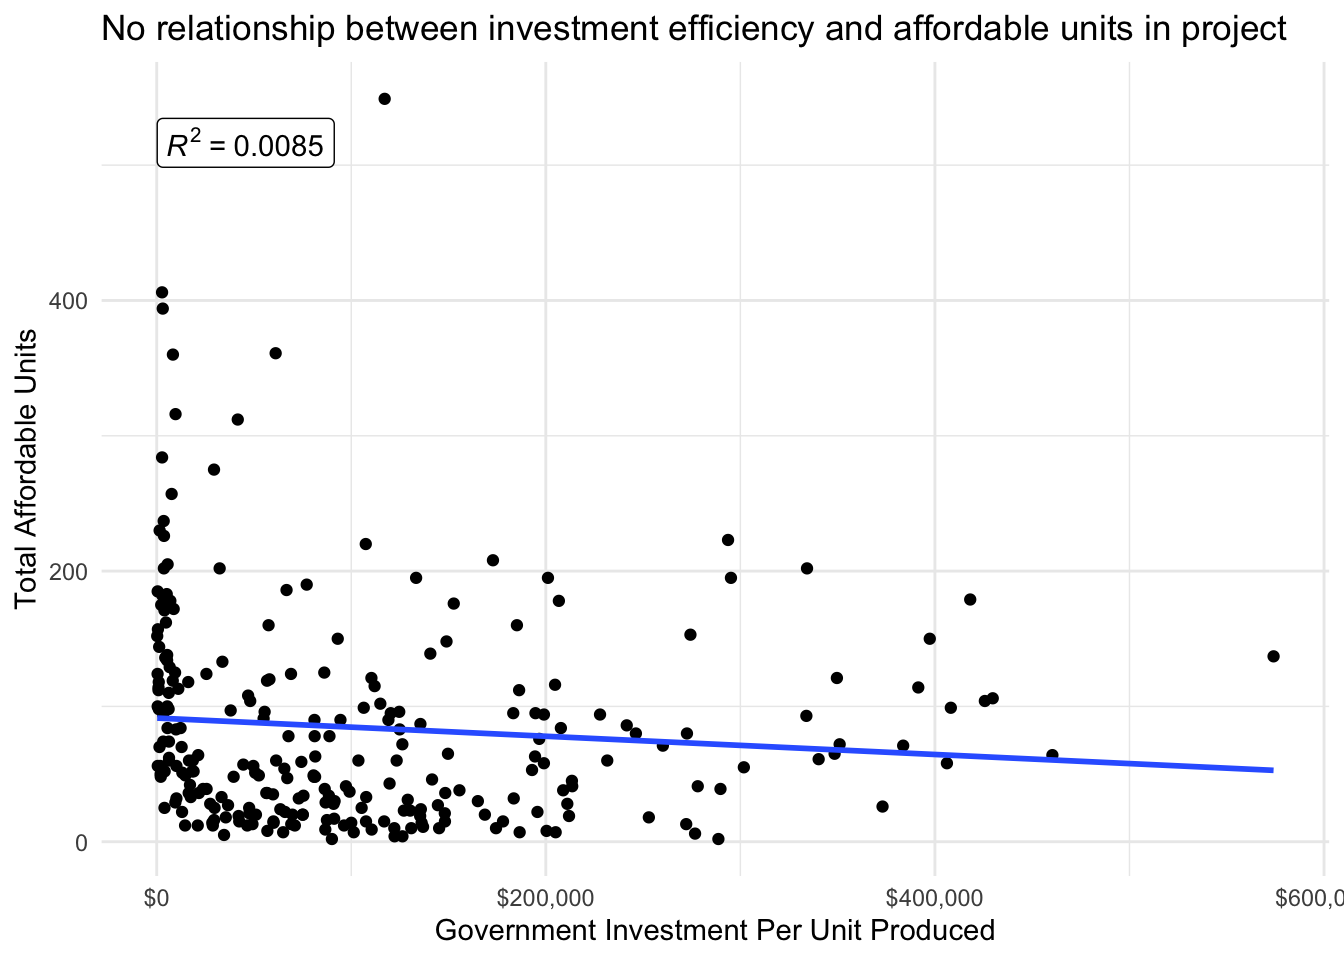 No relationship between investment efficiency and affordable units in project
R² = 0.0085
Total Affordable Units
400
200
0
$0
$200,000
$400,000
$600,0
Government Investment Per Unit Produced